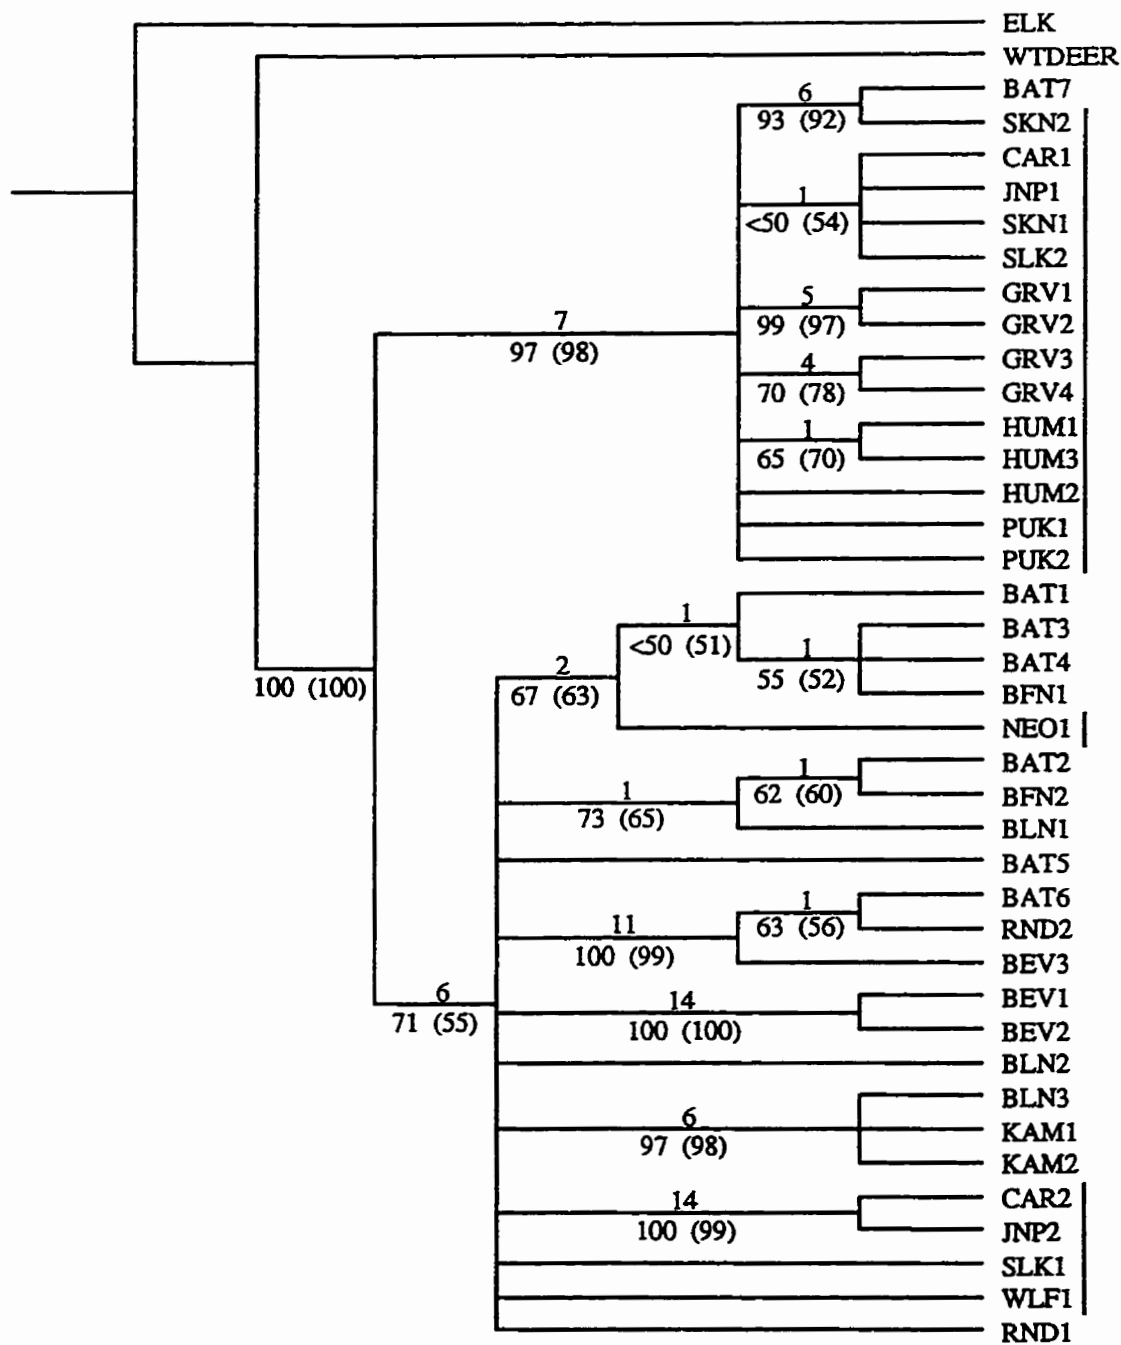 ELK
WTDEER
BAT7
6
93 (92)
SKN2
CAR1
JNP1
1
<50 (54)
SKN1
SLK2
GRV1
5
99 (97)
GRV2
7
97 (98)
GRV3
4
70 (78)
GRV4
HUM1
1
65 (70)
HUM3
HUM2
PUK1
PUK2
BAT1
1
<50 (51)
BAT3
1
55 (52)
BAT4
2
67 (63)
100 (100)
BFN1
NEO1
BAT2
1
62 (60)
BFN2
1
73 (65)
BLN1
BAT5
BAT6
1
63 (56)
RND2
11
100 (99)
BEV3
6
71 (55)
BEV1
14
100 (100)
BEV2
BLN2
BLN3
6
97 (98)
KAM1
KAM2
CAR2
14
100 (99)
JNP2
SLK1
WLF1
RND1